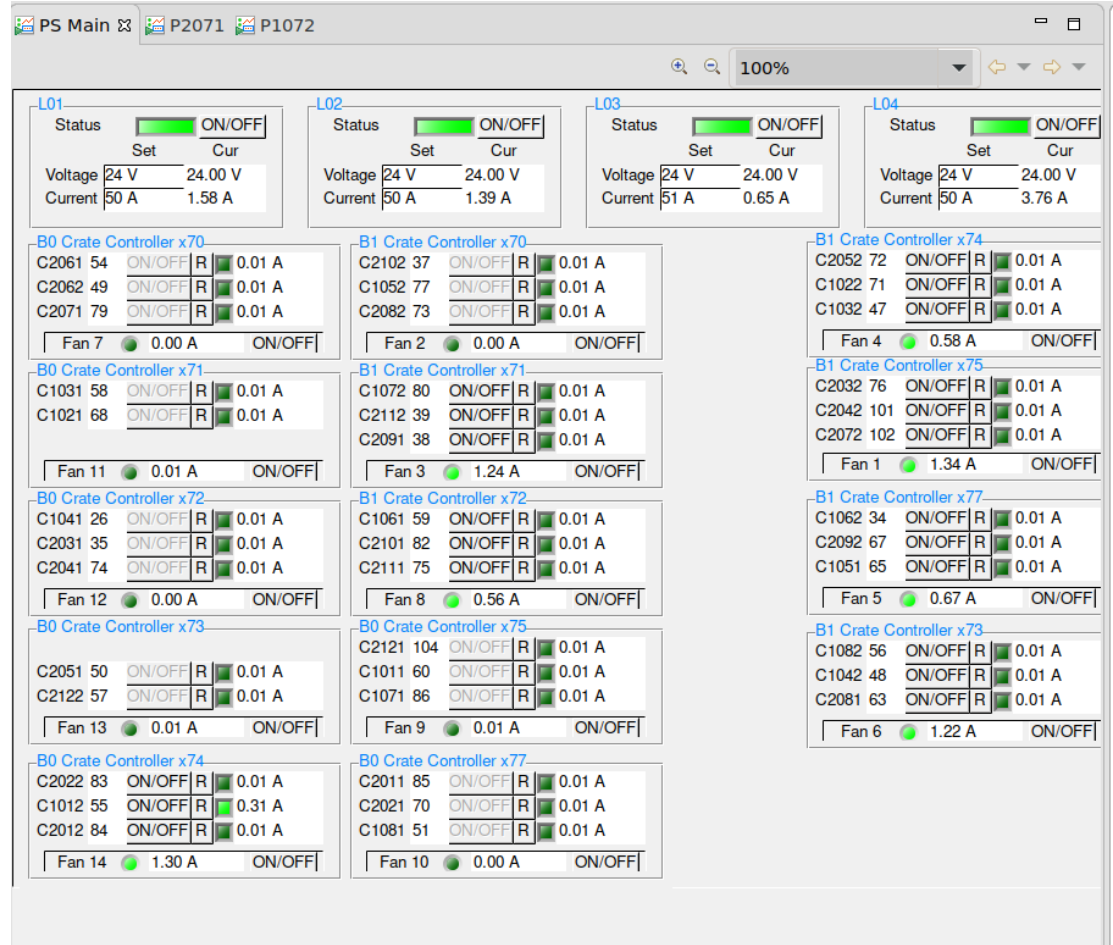 PS Main P2071 P1072
100%
L01 L02 L03 L04
Status ON/OFF Status ON/OFF Status ON/OFF Status ON/OFF
Set Cur Set Cur Set Cur Set Cur
Voltage 24 V 24.00 V Voltage 24 V 24.00 V Voltage 24 V 24.00 V Voltage 24 V 24.00 V
Current 50 A 1.58 A Current 50 A 1.39 A Current 51 A 0.65 A Current 50 A 3.76 A
B0 Crate Controller x70
C2061 54 ON/OFF R 0.01 A
C2062 49 ON/OFF R 0.01 A
C2071 79 ON/OFF R 0.01 A
Fan 7 0.00 A ON/OFF
B0 Crate Controller x71
C1031 58 ON/OFF R 0.01 A
C1021 68 ON/OFF R 0.01 A
Fan 11 0.01 A ON/OFF
B0 Crate Controller x72
C1041 26 ON/OFF R 0.01 A
C2031 35 ON/OFF R 0.01 A
C2041 74 ON/OFF R 0.01 A
Fan 12 0.00 A ON/OFF
B0 Crate Controller x73
C2051 50 ON/OFF R 0.01 A
C2122 57 ON/OFF R 0.01 A
Fan 13 0.01 A ON/OFF
B0 Crate Controller x74
C2022 83 ON/OFF R 0.01 A
C1012 55 ON/OFF R 0.31 A
C2012 84 ON/OFF R 0.01 A
Fan 14 1.30 A ON/OFF
B1 Crate Controller x70
C2102 37 ON/OFF R 0.01 A
C1052 77 ON/OFF R 0.01 A
C2082 73 ON/OFF R 0.01 A
Fan 2 0.00 A ON/OFF
B1 Crate Controller x71
C1072 80 ON/OFF R 0.01 A
C2112 39 ON/OFF R 0.01 A
C2091 38 ON/OFF R 0.01 A
Fan 3 1.24 A ON/OFF
B1 Crate Controller x72
C1061 59 ON/OFF R 0.01 A
C2101 82 ON/OFF R 0.01 A
C2111 75 ON/OFF R 0.01 A
Fan 8 0.56 A ON/OFF
B0 Crate Controller x75
C2121 104 ON/OFF R 0.01 A
C1011 60 ON/OFF R 0.01 A
C1071 86 ON/OFF R 0.01 A
Fan 9 0.01 A ON/OFF
B0 Crate Controller x77
C2011 85 ON/OFF R 0.01 A
C2021 70 ON/OFF R 0.01 A
C1081 51 ON/OFF R 0.01 A
Fan 10 0.00 A ON/OFF
B1 Crate Controller x74
C2052 72 ON/OFF R 0.01 A
C1022 71 ON/OFF R 0.01 A
C1032 47 ON/OFF R 0.01 A
Fan 4 0.58 A ON/OFF
B1 Crate Controller x75
C2032 76 ON/OFF R 0.01 A
C2042 101 ON/OFF R 0.01 A
C2072 102 ON/OFF R 0.01 A
Fan 1 1.34 A ON/OFF
B1 Crate Controller x77
C1062 34 ON/OFF R 0.01 A
C2092 67 ON/OFF R 0.01 A
C1051 65 ON/OFF R 0.01 A
Fan 5 0.67 A ON/OFF
B1 Crate Controller x73
C1082 56 ON/OFF R 0.01 A
C1042 48 ON/OFF R 0.01 A
C2081 63 ON/OFF R 0.01 A
Fan 6 1.22 A ON/OFF